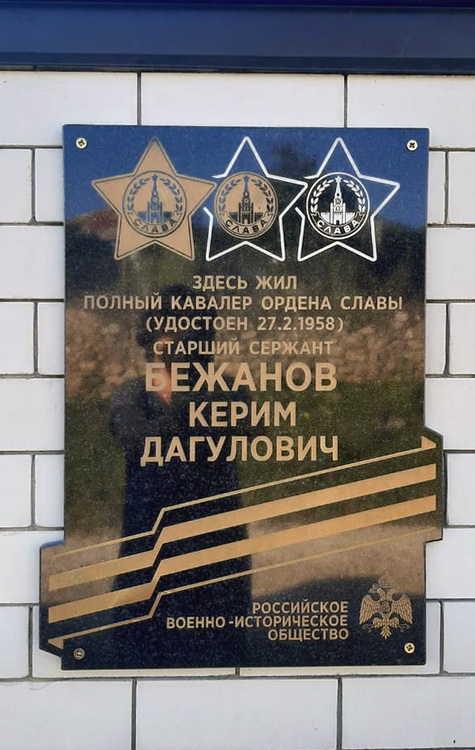 СЛАВА СЛАВА СЛАВА
ЗДЕСЬ ЖИЛ
ПОЛНЫЙ КАВАЛЕР ОРДЕНА СЛАВЫ
(УДОСТОЕН 27.2.1958)
СТАРШИЙ СЕРЖАНТ
БЕЖАНОВ
КЕРИМ
ДАГУЛОВИЧ
РОССИЙСКОЕ
ВОЕННО-ИСТОРИЧЕСКОЕ
ОБЩЕСТВО